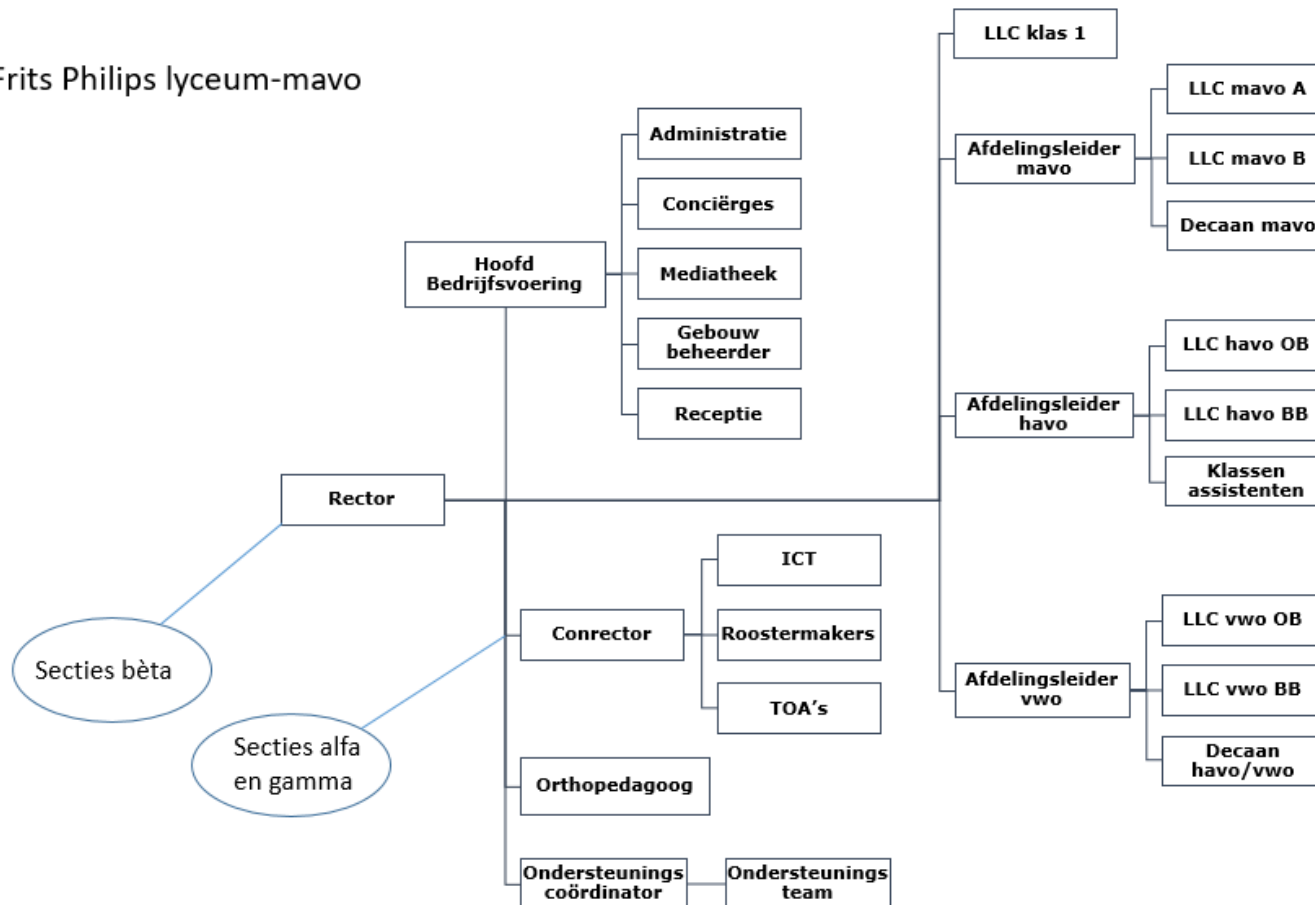 Frits Philips lyceum-mavo
LLC klas 1
Afdelingsleider
mavo
LLC mavo A
LLC mavo B
Decaan mavo
Administratie
Conciërges
Mediatheek
Gebouw
beheerder
Receptie
Hoofd
Bedrijfsvoering
Afdelingsleider
havo
LLC havo OB
LLC havo BB
Klassen
assistenten
Rector
ICT
Conrector
Roostermakers
TOA's
Afdelingsleider
vwo
LLC vwo OB
LLC vwo BB
Decaan
havo/vwo
Secties bèta
Secties alfa
en gamma
Orthopedagoog
Ondersteunings
coördinator
Ondersteunings
team